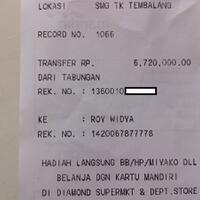 LOKASI : SMG TK TEMBALANG
RECORD NO. 1066
TRANSFER RP. 6,720,000.00
DARI TABUNGAN
REK. NO. : 1360010
KE : ROY WIDYA
REK. NO. : 1420067877778
HADIAH LANGSUNG BB/HP/MIYAKO DLL
BELANJA DGN KARTU MANDIRI
DI DIAMOND SUPERMKT & DEPT.STORE